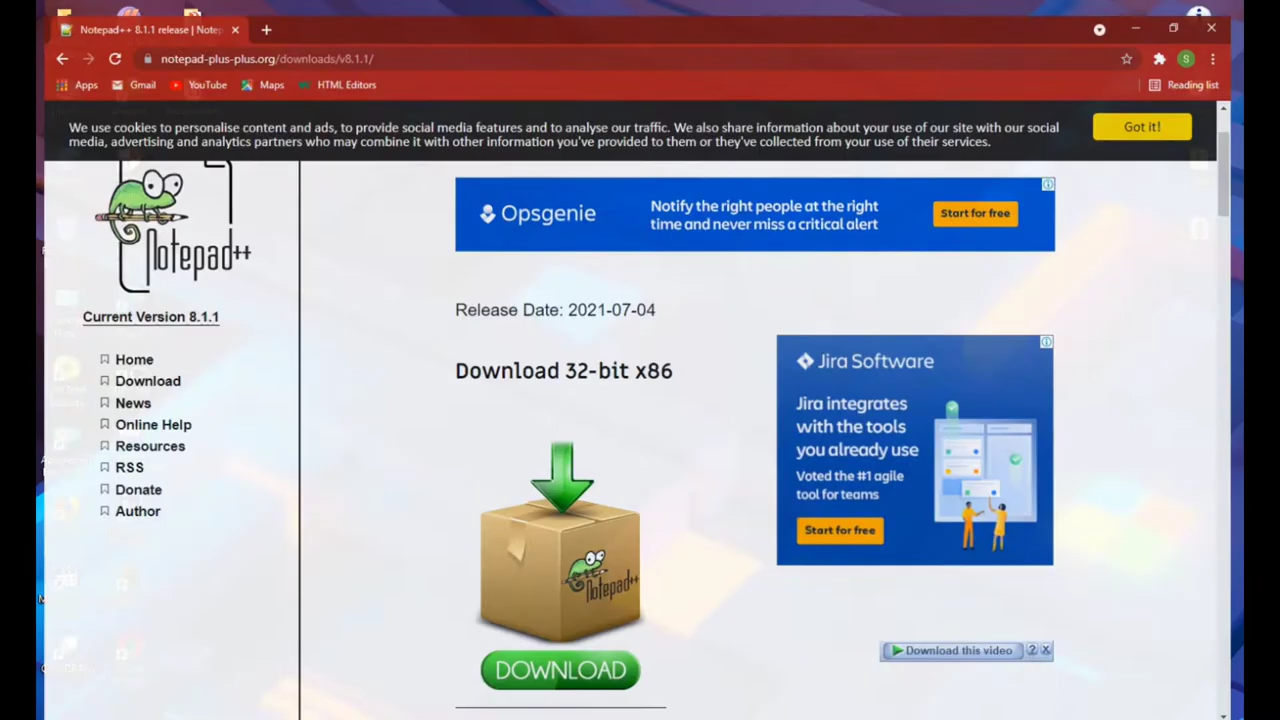 Notepad++ 8.1.1 release | Notep
notepad-plus-plus.org/downloads/v8.1.1/
S
Apps Gmail YouTube Maps HTML Editors Reading list
We use cookies to personalise content and ads, to provide social media features and to analyse our traffic. We also share information about your use of our site with our social
media, advertising and analytics partners who may combine it with other information you've provided to them or they've collected from your use of their services.
Got it!
Notepad++
Current Version 8.1.1
Home
Download
News
Online Help
Resources
RSS
Donate
Author
Opsgenie
Notify the right people at the right
time and never miss a critical alert
Start for free
Release Date: 2021-07-04
Download 32-bit x86
Notepad++
DOWNLOAD
Jira Software
Jira integrates
with the tools
you already use
Voted the #1 agile
tool for teams
Start for free
Download this video ? X